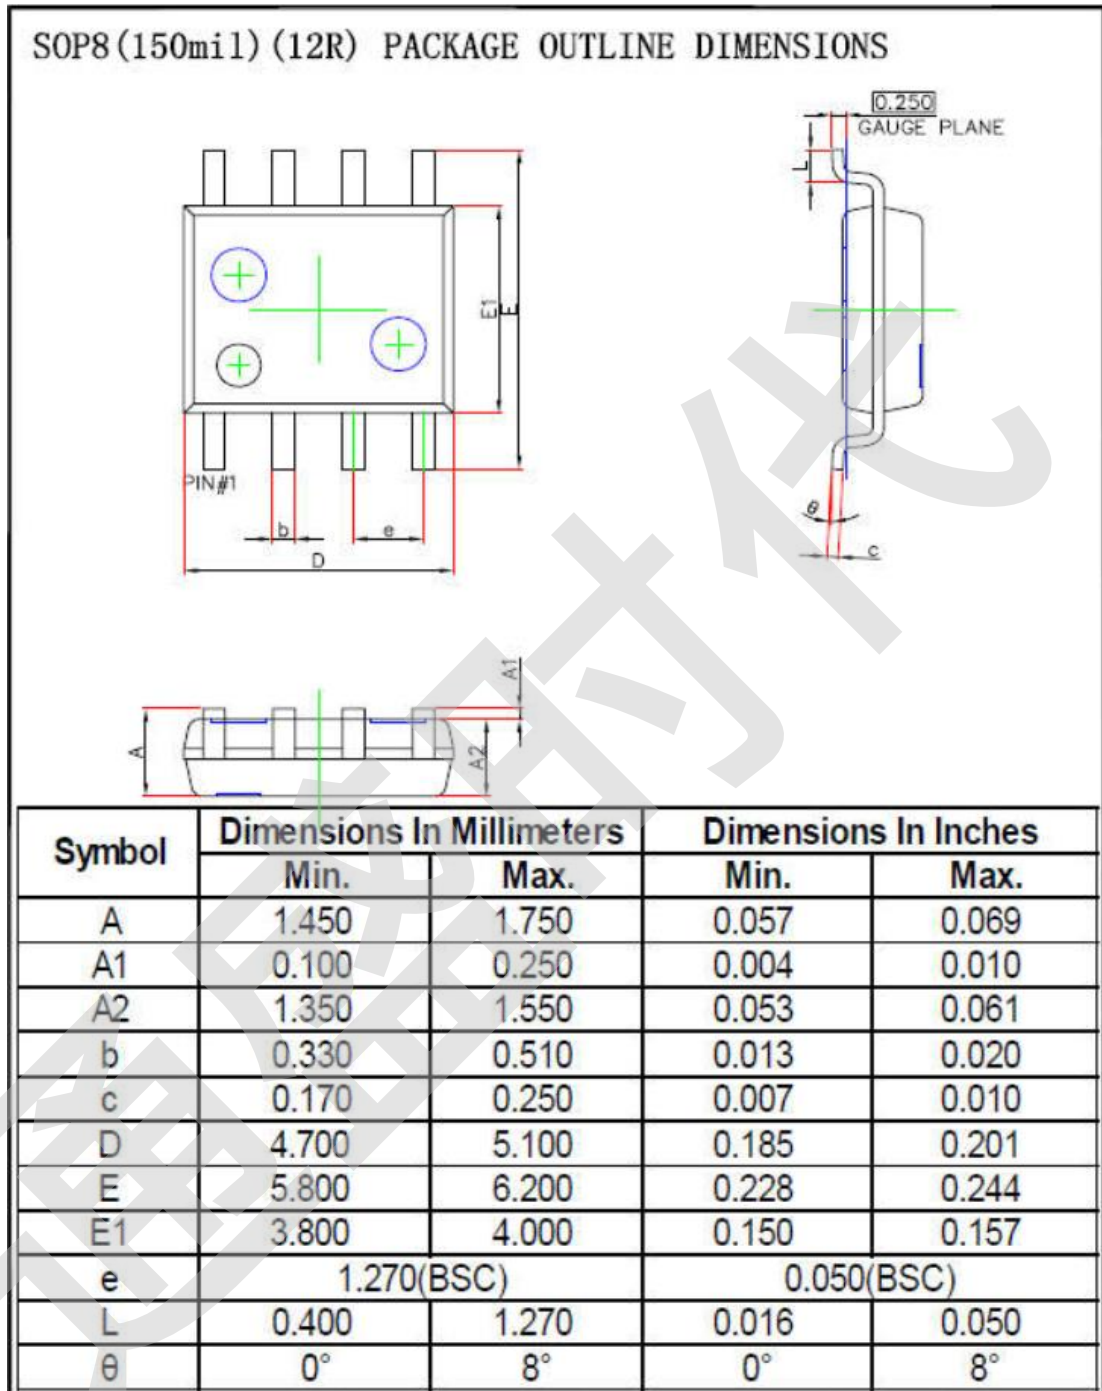 SOP8(150mil)(12R) PACKAGE OUTLINE DIMENSIONS
0.250
GAUGE PLANE
L
E1
E
PIN#1
b
e
D
θ
c
A1
A
A2
Symbol Dimensions In Millimeters Dimensions In Inches
Min. Max. Min. Max.
A 1.450 1.750 0.057 0.069
A1 0.100 0.250 0.004 0.010
A2 1.350 1.550 0.053 0.061
b 0.330 0.510 0.013 0.020
c 0.170 0.250 0.007 0.010
D 4.700 5.100 0.185 0.201
E 5.800 6.200 0.228 0.244
E1 3.800 4.000 0.150 0.157
e 1.270(BSC) 0.050(BSC)
L 0.400 1.270 0.016 0.050
θ 0° 8° 0° 8°
通盛时代